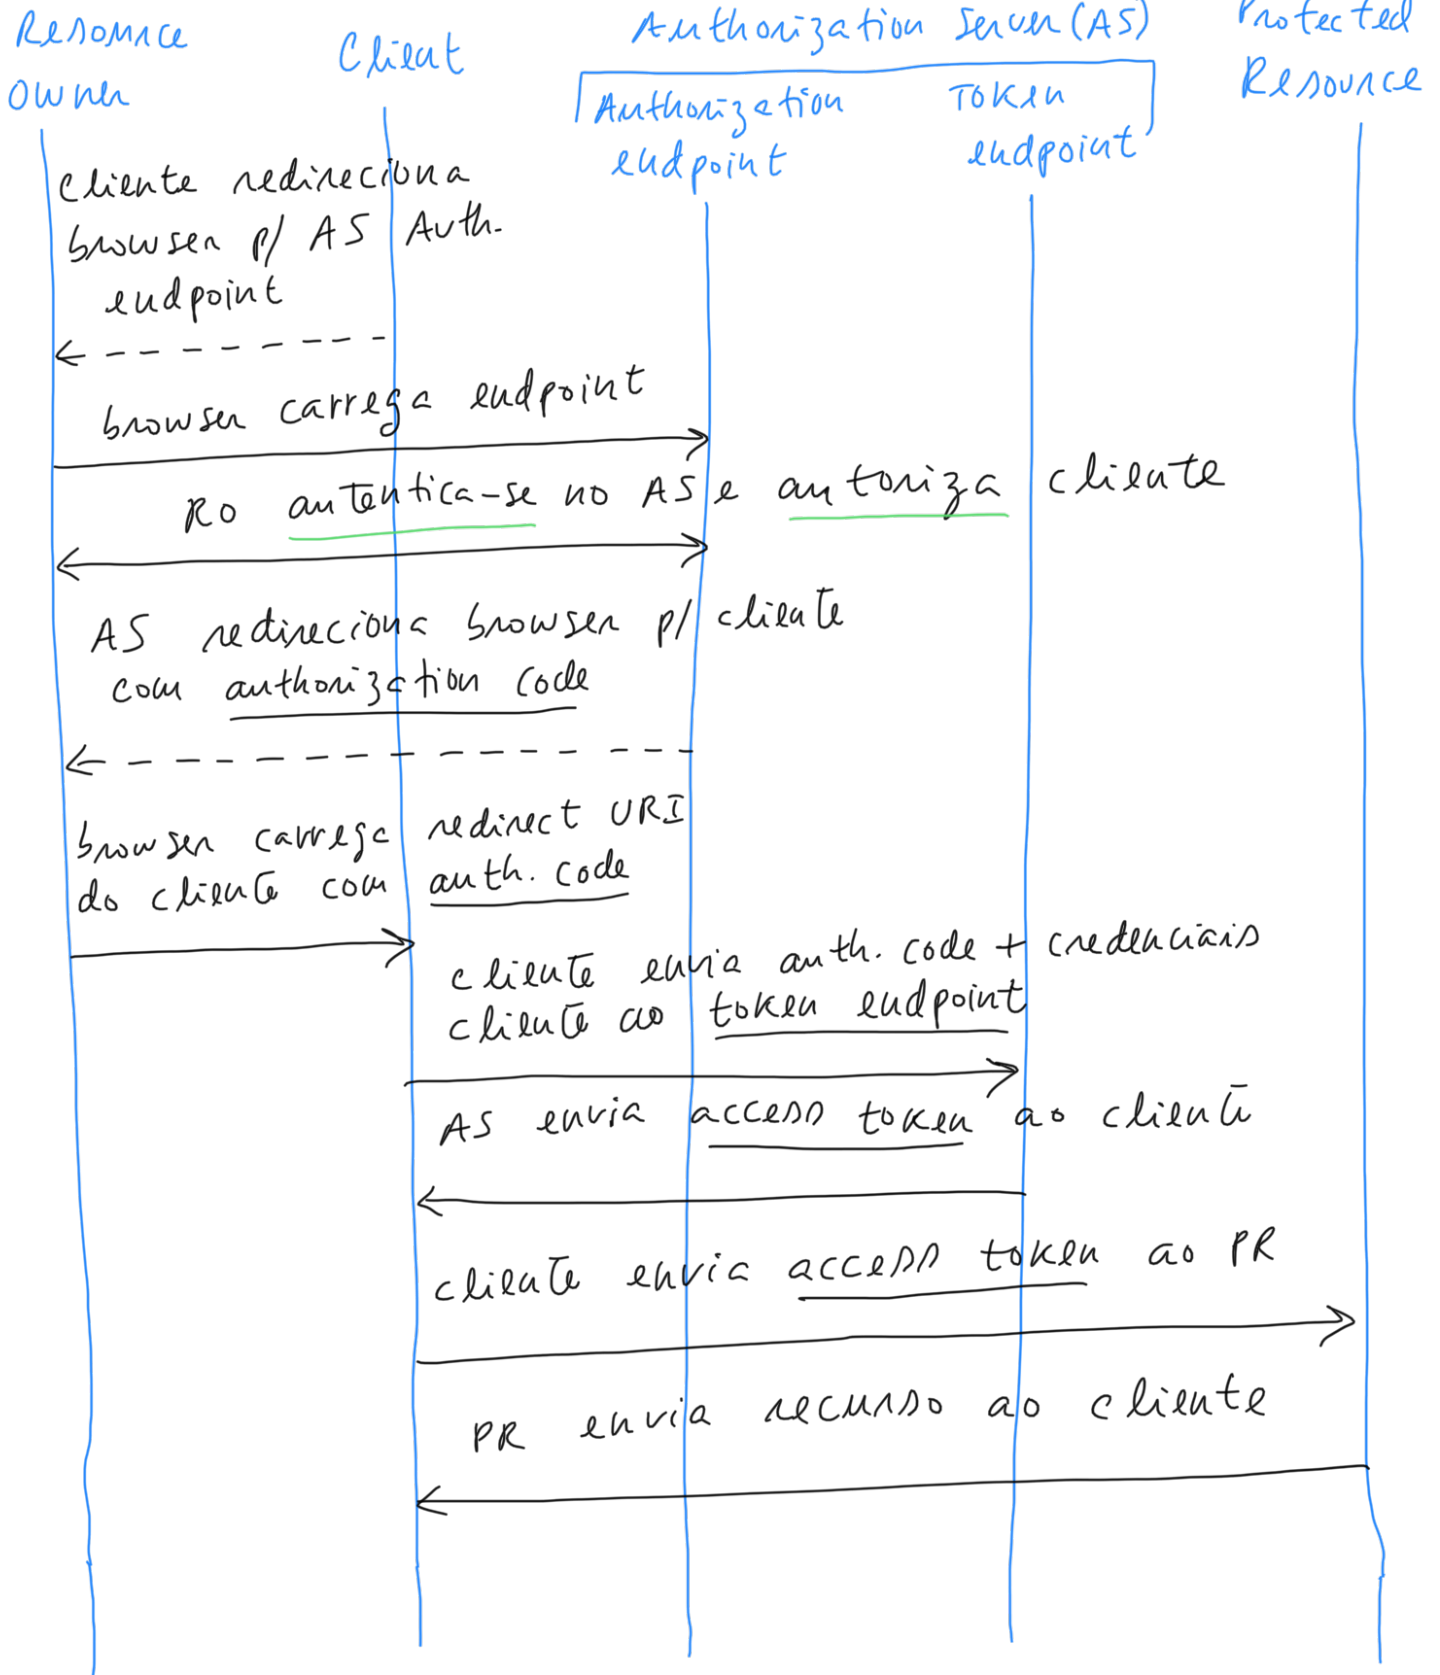 Resource
Owner
Client
Authorization Server (AS)
Authorization
endpoint
Token
endpoint
Protected
Resource
cliente redireciona
browser p/ AS Auth.
endpoint
browser carrega endpoint
RO autentica-se no AS e autoriza cliente
AS redireciona browser p/ cliente
com authorization code
browser carrega redirect URI
do cliente com auth. code
cliente envia auth. code + credenciais
cliente ao token endpoint
AS envia access token ao cliente
cliente envia access token ao PR
PR envia recurso ao cliente